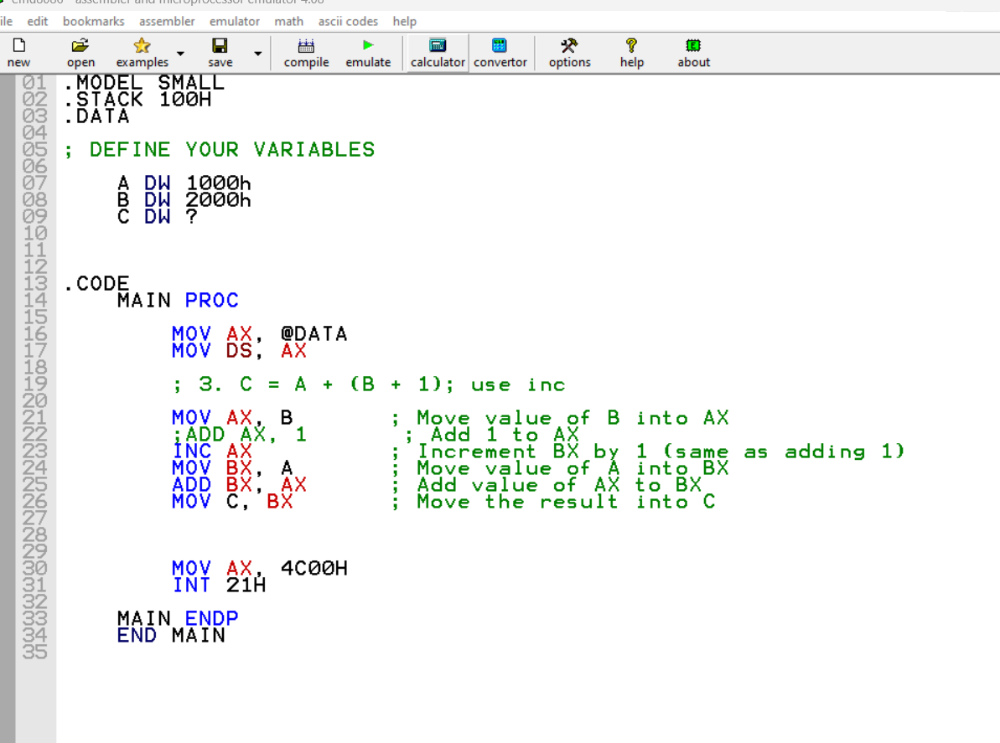 emu8086 - assembler and microprocessor emulator 4.08
ile edit bookmarks assembler emulator math ascii codes help
new open examples save compile emulate calculator convertor options help about
01 .MODEL SMALL
02 .STACK 100H
03 .DATA
04
05 ; DEFINE YOUR VARIABLES
06
07 A DW 1000h
08 B DW 2000h
09 C DW ?
10
11
12
13 .CODE
14 MAIN PROC
15
16 MOV AX, @DATA
17 MOV DS, AX
18
19 ; 3. C = A + (B + 1); use inc
20
21 MOV AX, B ; Move value of B into AX
22 ;ADD AX, 1 ; Add 1 to AX
23 INC AX ; Increment BX by 1 (same as adding 1)
24 MOV BX, A ; Move value of A into BX
25 ADD BX, AX ; Add value of AX to BX
26 MOV C, BX ; Move the result into C
27
28
29
30 MOV AX, 4C00H
31 INT 21H
32
33 MAIN ENDP
34 END MAIN
35